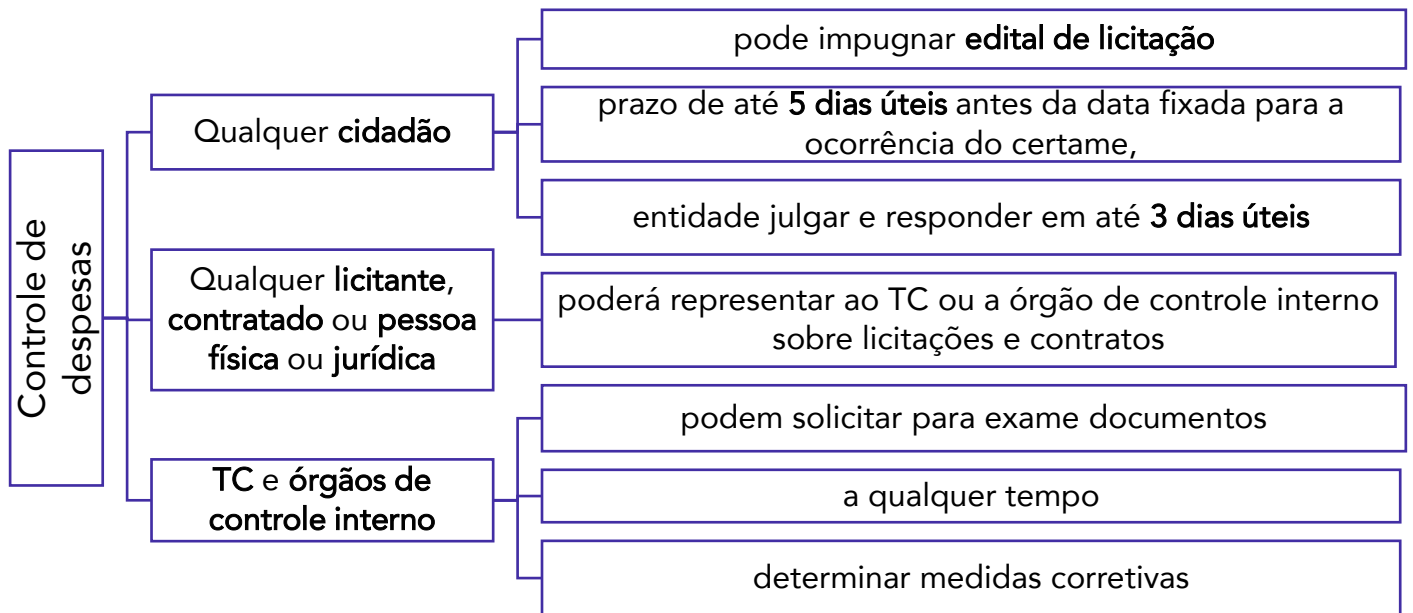 Controle de
despesas
Qualquer cidadão
pode impugnar edital de licitação
prazo de até 5 dias úteis antes da data fixada para a
ocorrência do certame,
entidade julgar e responder em até 3 dias úteis
Qualquer licitante,
contratado ou pessoa
física ou jurídica
poderá representar ao TC ou a órgão de controle interno
sobre licitações e contratos
TC e órgãos de
controle interno
podem solicitar para exame documentos
a qualquer tempo
determinar medidas corretivas